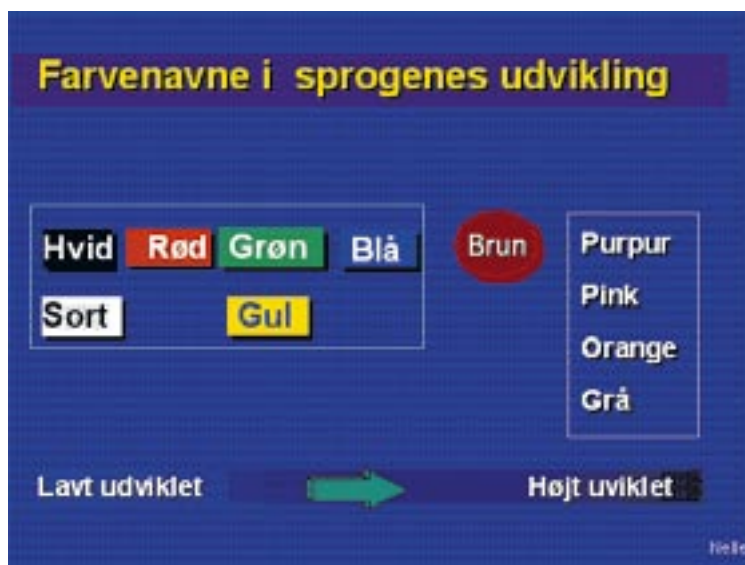 Farvenavne i sprogenes udvikling
Hvid Rød Grøn Blå Brun
Sort Gul
Purpur
Pink
Orange
Grå
Lavt udviklet Højt uviklet